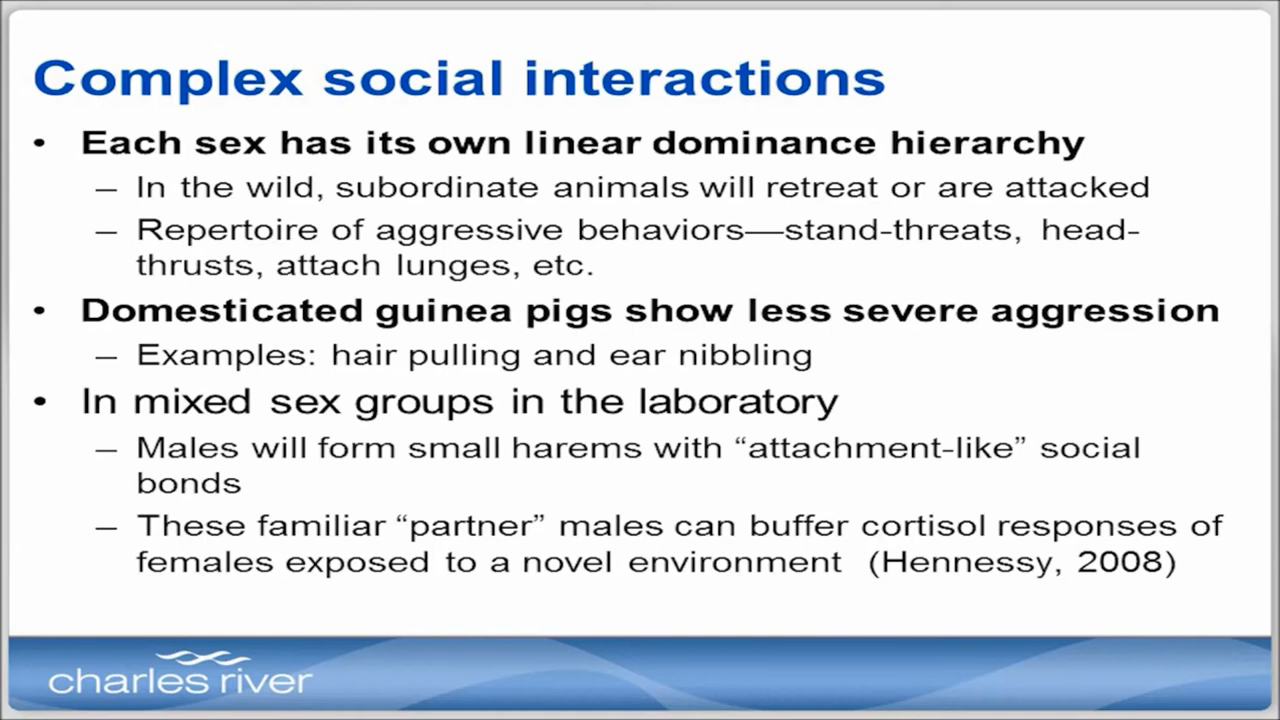 Complex social interactions
• Each sex has its own linear dominance hierarchy
– In the wild, subordinate animals will retreat or are attacked
– Repertoire of aggressive behaviors—stand-threats, head-
thrusts, attach lunges, etc.
• Domesticated guinea pigs show less severe aggression
– Examples: hair pulling and ear nibbling
• In mixed sex groups in the laboratory
– Males will form small harems with “attachment-like” social
bonds
– These familiar “partner” males can buffer cortisol responses of
females exposed to a novel environment (Hennessy, 2008)
charles river